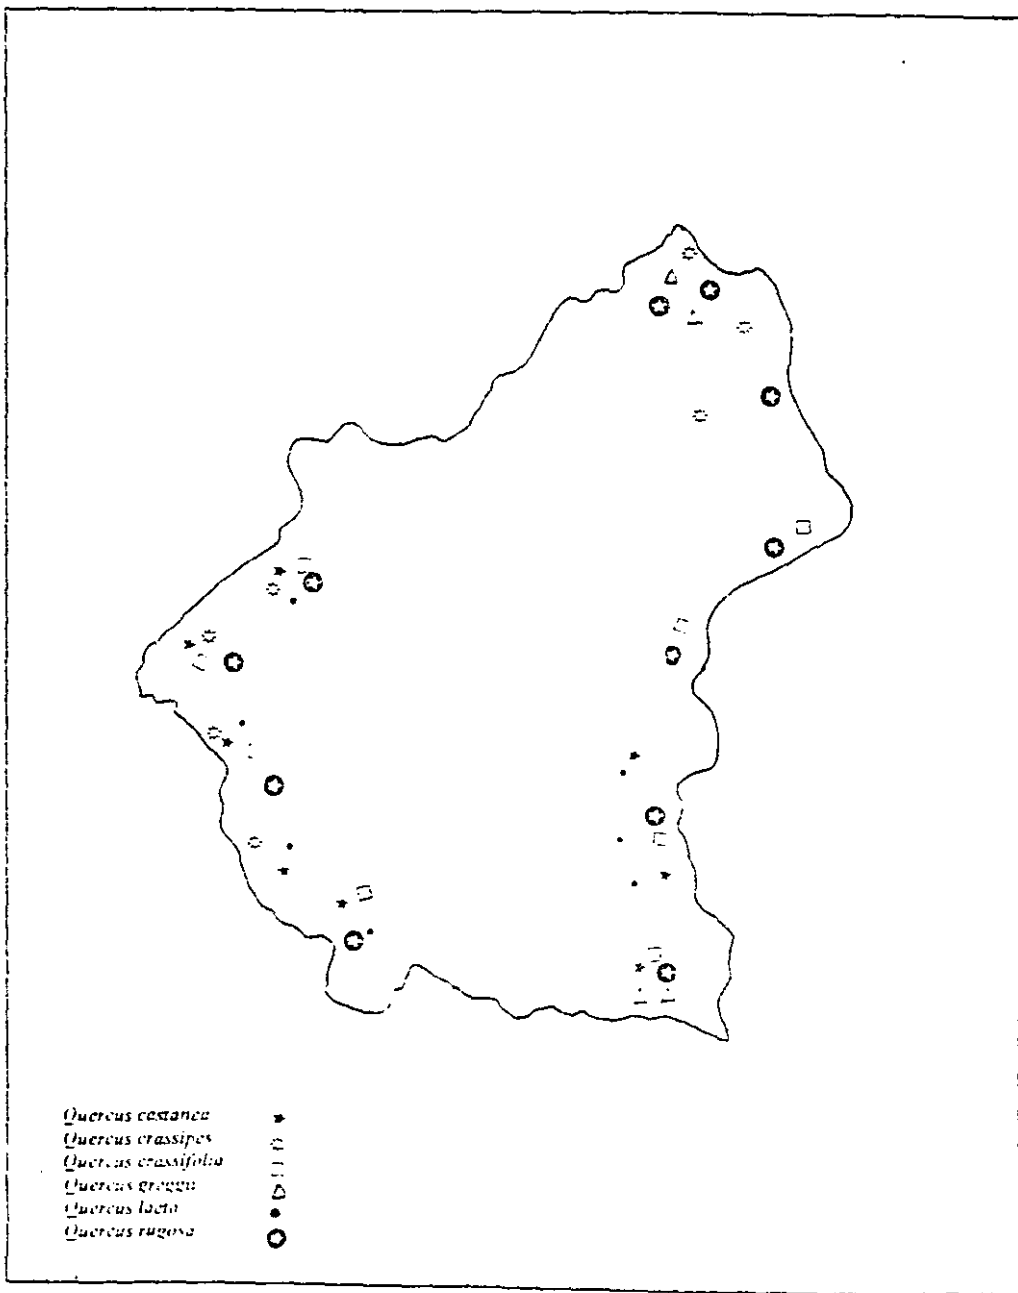 Quercus castanea
Quercus crassipes
Quercus crassifolia
Quercus greggii
Quercus laeta
Quercus rugosa